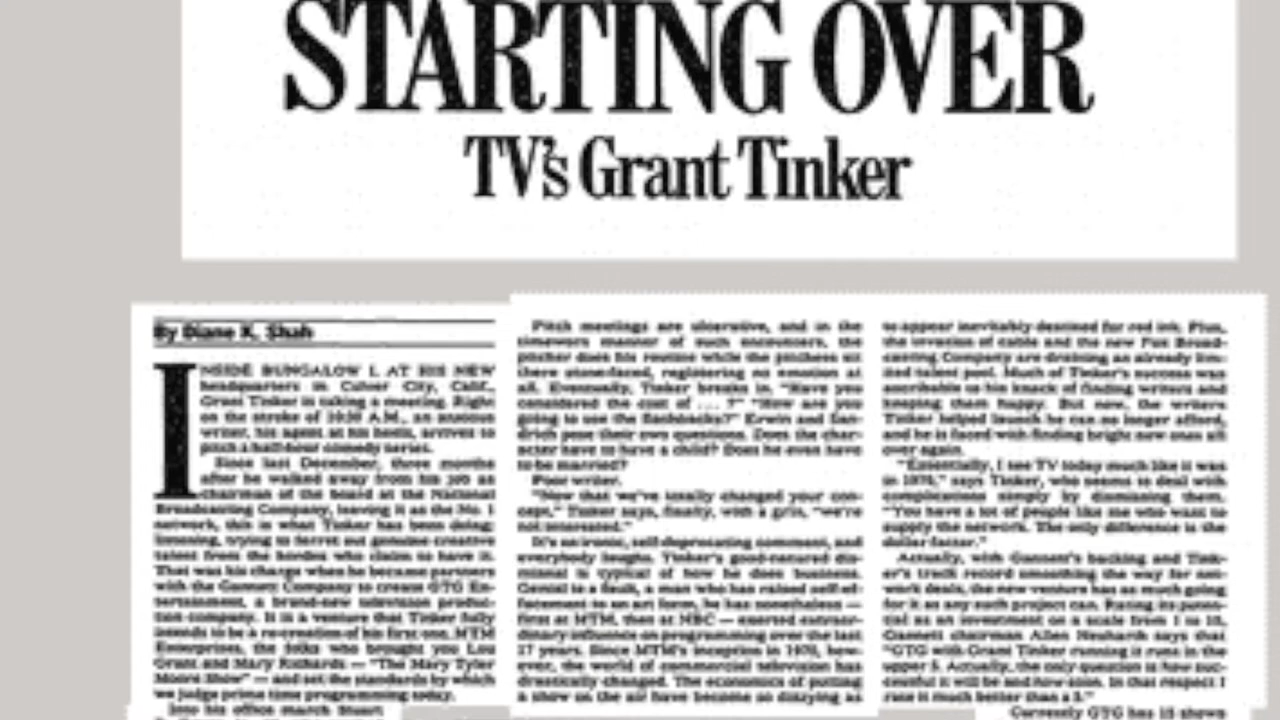 STARTING OVER
TV's Grant Tinker
By Diane K. Shah
INSIDE BUNGALOW 1 AT HIS NEW
headquarters in Culver City, Calif.,
Grant Tinker is taking a meeting. Right
on the stroke of 10:30 A.M., an anxious
writer, his agent at his heels, arrives to
pitch a half-hour comedy series.
Since last December, three months
after he walked away from his job as
chairman of the board at the National
Broadcasting Company, leaving it as the No. 1
network, this is what Tinker has been doing:
listening, trying to ferret out genuine creative
talent from the hordes who claim to have it.
That was his charge when he became partners
with the Gannett Company to create GTG En-
tertainment, a brand-new television produc-
tion company. It is a venture that Tinker fully
intends to be a re-creation of his first one, MTM
Enterprises, the folks who brought you Lou
Grant and Mary Richards — "The Mary Tyler
Moore Show" — and set the standards by which
we judge prime time programming today.
Into his office march Stuart
Pitch meetings are ulcerative, and in the
timeworn manner of such encounters, the
pitcher does his routine while the pitchees sit
there stone-faced, registering no emotion at
all. Eventually, Tinker breaks in. "Have you
considered the cost of . . . ?" "How are you
going to use the flashbacks?" Erwin and San-
drich pose their own questions. Does the char-
acter have to have a child? Does he even have
to be married?
Poor writer.
"Now that we've totally changed your con-
cept," Tinker says, finally, with a grin, "we're
not interested."
It's an ironic, self-deprecating comment, and
everybody laughs. Tinker's good-natured dis-
missal is typical of how he does business.
Genial to a fault, a man who has raised self-ef-
facement to an art form, he has nonetheless —
first at MTM, then at NBC — exerted extraor-
dinary influence on programming over the last
17 years. Since MTM's inception in 1970, how-
ever, the world of commercial television has
drastically changed. The economics of putting
a show on the air have become so dizzying as
to appear inevitably destined for red ink. Plus,
the invasion of cable and the new Fox Broad-
casting Company are draining an already lim-
ited talent pool. Much of Tinker's success was
ascribable to his knack of finding writers and
keeping them happy. But now, the writers
Tinker helped launch he can no longer afford,
and he is faced with finding bright new ones all
over again.
"Essentially, I see TV today much like it was
in 1970," says Tinker, who seems to deal with
complications simply by dismissing them.
"You have a lot of people like me who want to
supply the network. The only difference is the
dollar factor."
Actually, with Gannett's backing and Tink-
er's track record smoothing the way for net-
work deals, the new venture has as much going
for it as any such project can. Rating its poten-
tial as an investment on a scale from 1 to 10,
Gannett chairman Allen Neuharth says that
"GTG with Grant Tinker running it runs in the
upper 5. Actually, the only question is how suc-
cessful it will be and how soon. In that respect I
rate it much better than a 5."
Currently GTG has 15 shows